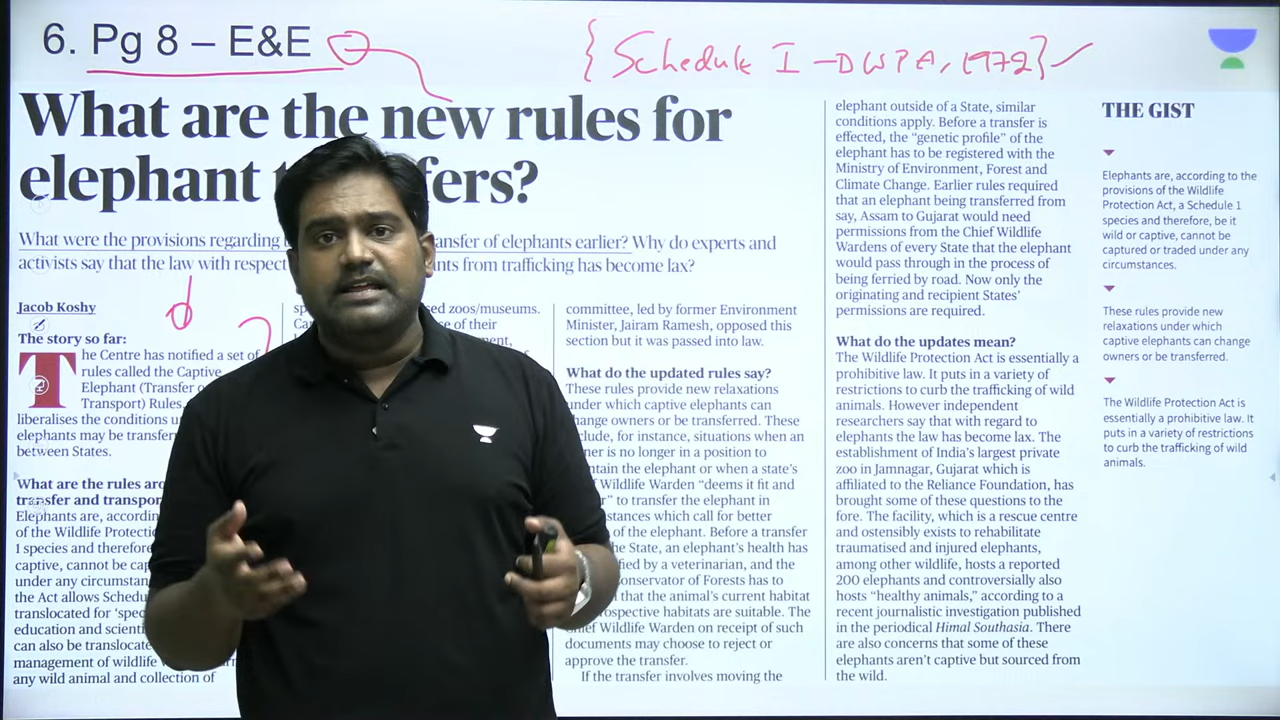 6. Pg 8 – E&E
{ Schedule I – WPA, 1972}
What are the new rules for
elephant fers?
What were the provisions regarding ansfer of elephants earlier? Why do experts and
activists say that the law with respect nts from trafficking has become lax?
Jacob Koshy
The story so far:
The Centre has notified a set of
rules called the Captive
Elephant (Transfer o
Transport) Rules
liberalises the conditions u
elephants may be transfer
between States.
What are the rules aro
transfer and transpor
Elephants are, accordin
of the Wildlife Protectio
1 species and therefore
captive, cannot be cap
under any circumstan
the Act allows Schedu
translocated for ‘spec
education and scienti
can also be translocate
management of wildlife
any wild animal and collection of
sp sed zoos/museums.
Ca se of their
ment,
committee, led by former Environment
Minister, Jairam Ramesh, opposed this
section but it was passed into law.
What do the updated rules say?
These rules provide new relaxations
under which captive elephants can
hange owners or be transferred. These
clude, for instance, situations when an
ner is no longer in a position to
ntain the elephant or when a state’s
f Wildlife Warden “deems it fit and
r” to transfer the elephant in
stances which call for better
of the elephant. Before a transfer
he State, an elephant’s health has
fied by a veterinarian, and the
Conservator of Forests has to
that the animal’s current habitat
rospective habitats are suitable. The
hief Wildlife Warden on receipt of such
documents may choose to reject or
approve the transfer.
If the transfer involves moving the
elephant outside of a State, similar
conditions apply. Before a transfer is
effected, the “genetic profile” of the
elephant has to be registered with the
Ministry of Environment, Forest and
Climate Change. Earlier rules required
that an elephant being transferred from
say, Assam to Gujarat would need
permissions from the Chief Wildlife
Wardens of every State that the elephant
would pass through in the process of
being ferried by road. Now only the
originating and recipient States’
permissions are required.
What do the updates mean?
The Wildlife Protection Act is essentially a
prohibitive law. It puts in a variety of
restrictions to curb the trafficking of wild
animals. However independent
researchers say that with regard to
elephants the law has become lax. The
establishment of India’s largest private
zoo in Jamnagar, Gujarat which is
affiliated to the Reliance Foundation, has
brought some of these questions to the
fore. The facility, which is a rescue centre
and ostensibly exists to rehabilitate
traumatised and injured elephants,
among other wildlife, hosts a reported
200 elephants and controversially also
hosts “healthy animals,” according to a
recent journalistic investigation published
in the periodical Himal Southasia. There
are also concerns that some of these
elephants aren’t captive but sourced from
the wild.
THE GIST
Elephants are, according to the
provisions of the Wildlife
Protection Act, a Schedule 1
species and therefore, be it
wild or captive, cannot be
captured or traded under any
circumstances.
These rules provide new
relaxations under which
captive elephants can change
owners or be transferred.
The Wildlife Protection Act is
essentially a prohibitive law. It
puts in a variety of restrictions
to curb the trafficking of wild
animals.